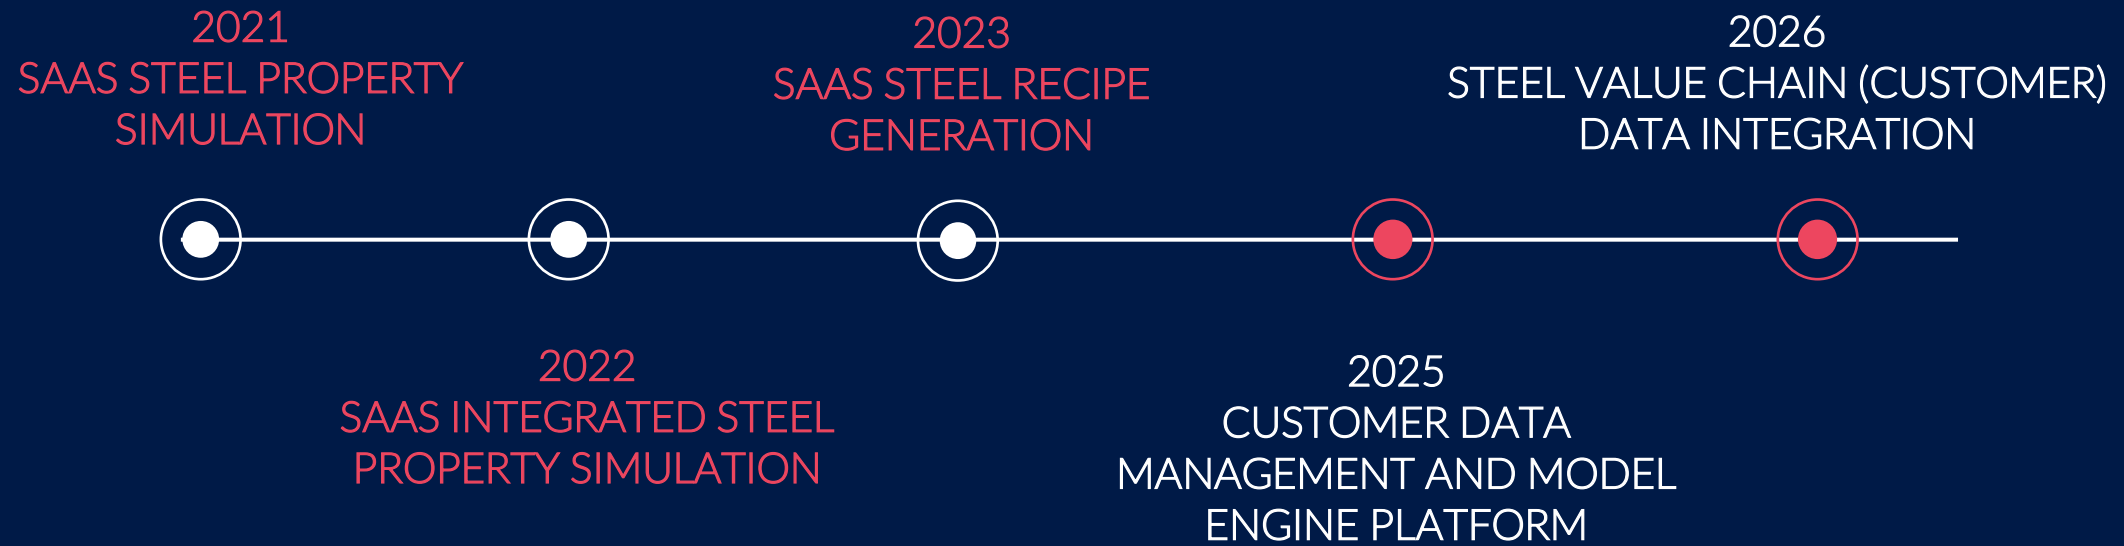 2021
SAAS STEEL PROPERTY
SIMULATION
2022
SAAS INTEGRATED STEEL
PROPERTY SIMULATION
2023
SAAS STEEL RECIPE
GENERATION
2025
CUSTOMER DATA
MANAGEMENT AND MODEL
ENGINE PLATFORM
2026
STEEL VALUE CHAIN (CUSTOMER)
DATA INTEGRATION